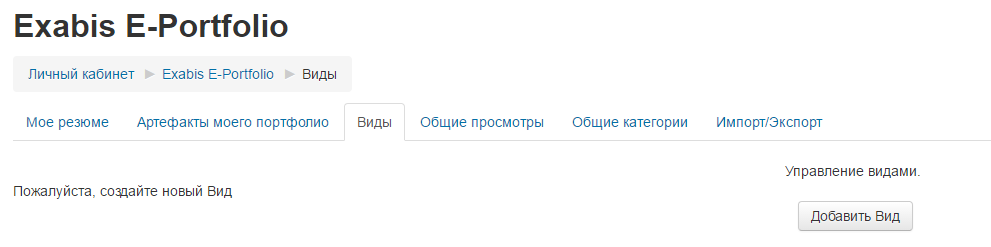 Exabis E-Portfolio
Личный кабинет ► Exabis E-Portfolio ► Виды
Мое резюме Артефакты моего портфолио Виды Общие просмотры Общие категории Импорт/Экспорт
Управление видами.
Пожалуйста, создайте новый Вид
Добавить Вид